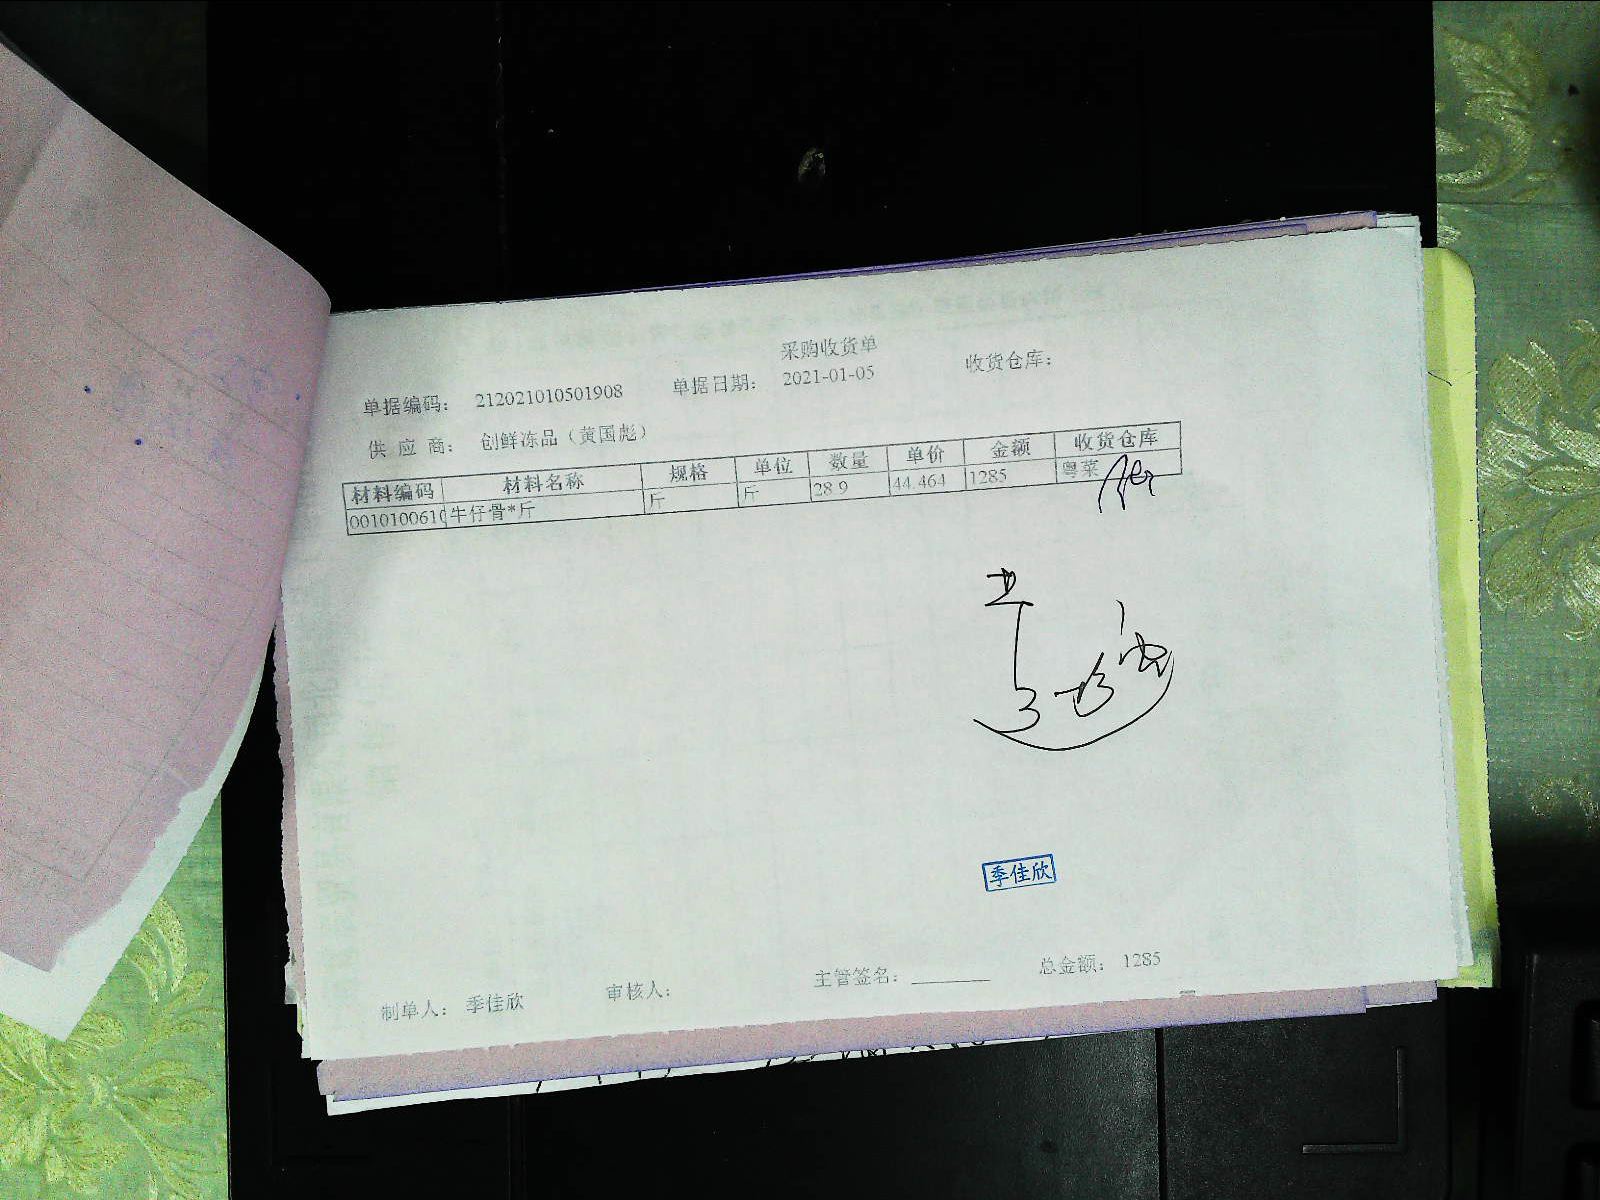 采购收货单
单据编码： 212021010501908 单据日期： 2021-01-05 收货仓库：
供 应 商： 创鲜冻品（黄国彪）
材料编码 材料名称 规格 单位 数量 单价 金额 收货仓库
0010100610 牛仔骨*斤 斤 斤 28.9 44.464 1285 粤菜
季佳欣
制单人： 季佳欣 审核人： 主管签名： 总金额： 1285